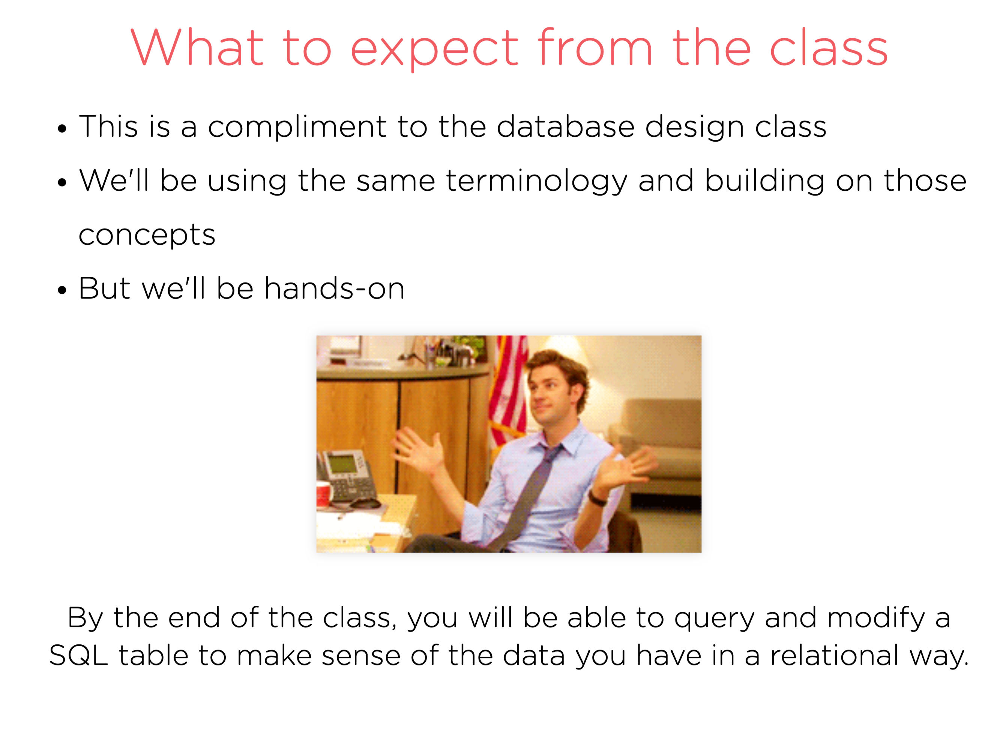 What to expect from the class
• This is a compliment to the database design class
• We'll be using the same terminology and building on those
concepts
• But we'll be hands-on
By the end of the class, you will be able to query and modify a
SQL table to make sense of the data you have in a relational way.